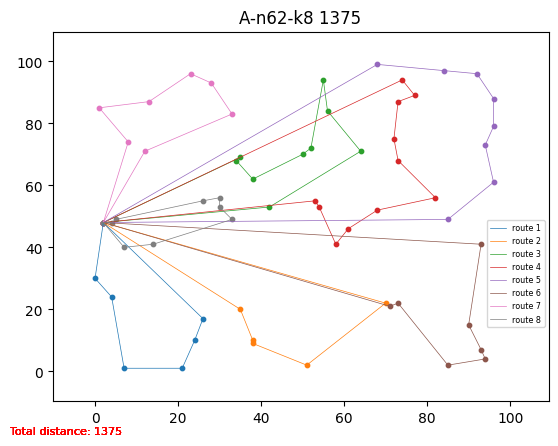 A-n62-k8 1375
100
80
60
40
20
0
0 20 40 60 80 100
route 1
route 2
route 3
route 4
route 5
route 6
route 7
route 8
Total distance: 1375